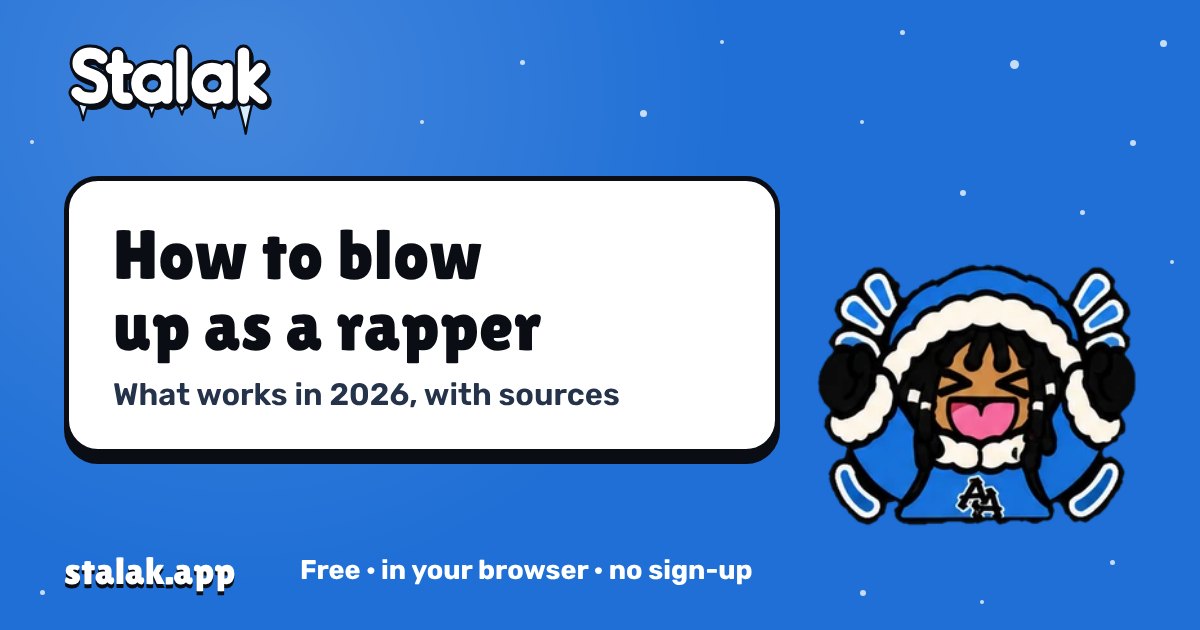 Stalak
How to blow
up as a rapper
What works in 2026, with sources
AA
stalak.app
Free • in your browser • no sign-up